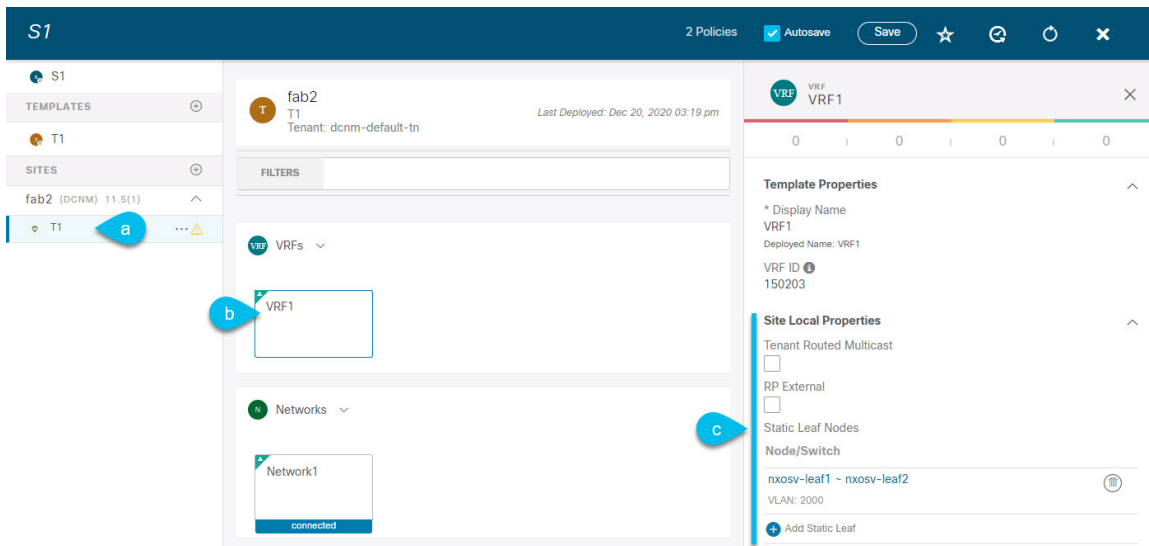 S1
2 Policies
Autosave
Save
S1
TEMPLATES
T1
SITES
fab2 (DCNM) 11.5(1)
T1
a
T
fab2
T1
Tenant: dcnm-default-tn
Last Deployed: Dec 20, 2020 03:19 pm
FILTERS
VRF VRFs
VRF1
b
N Networks
Network1
connected
VRF
VRF
VRF1
0 0 0 0
Template Properties
* Display Name
VRF1
Deployed Name: VRF1
VRF ID
150203
Site Local Properties
Tenant Routed Multicast
RP External
Static Leaf Nodes
c
Node/Switch
nxosv-leaf1 ~ nxosv-leaf2
VLAN: 2000
Add Static Leaf